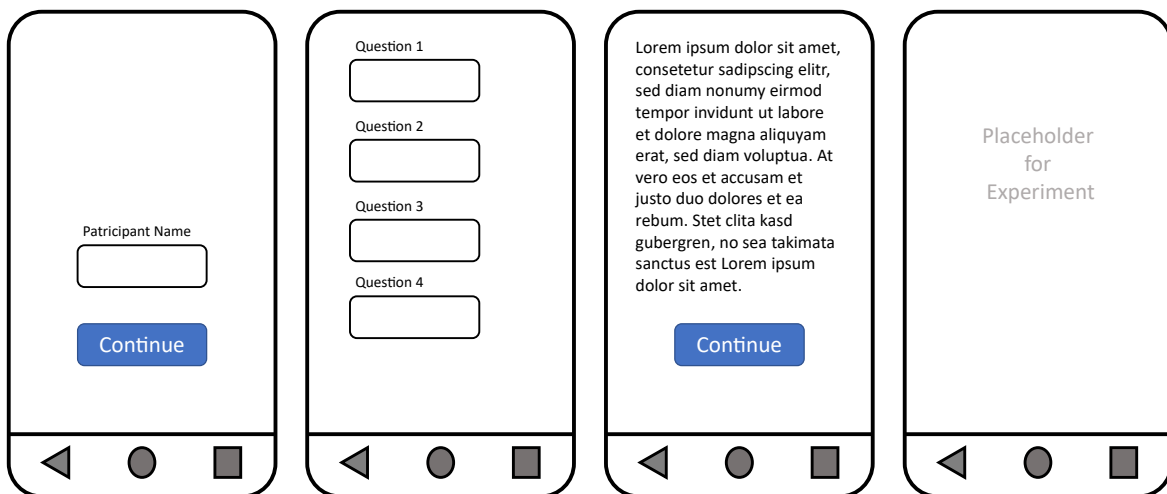 Patricipant Name
Continue
Question 1
Question 2
Question 3
Question 4
Lorem ipsum dolor sit amet,
consetetur sadipscing elitr,
sed diam nonumy eirmod
tempor invidunt ut labore
et dolore magna aliquyam
erat, sed diam voluptua. At
vero eos et accusam et
justo duo dolores et ea
rebum. Stet clita kasd
gubergren, no sea takimata
sanctus est Lorem ipsum
dolor sit amet.
Continue
Placeholder
for
Experiment